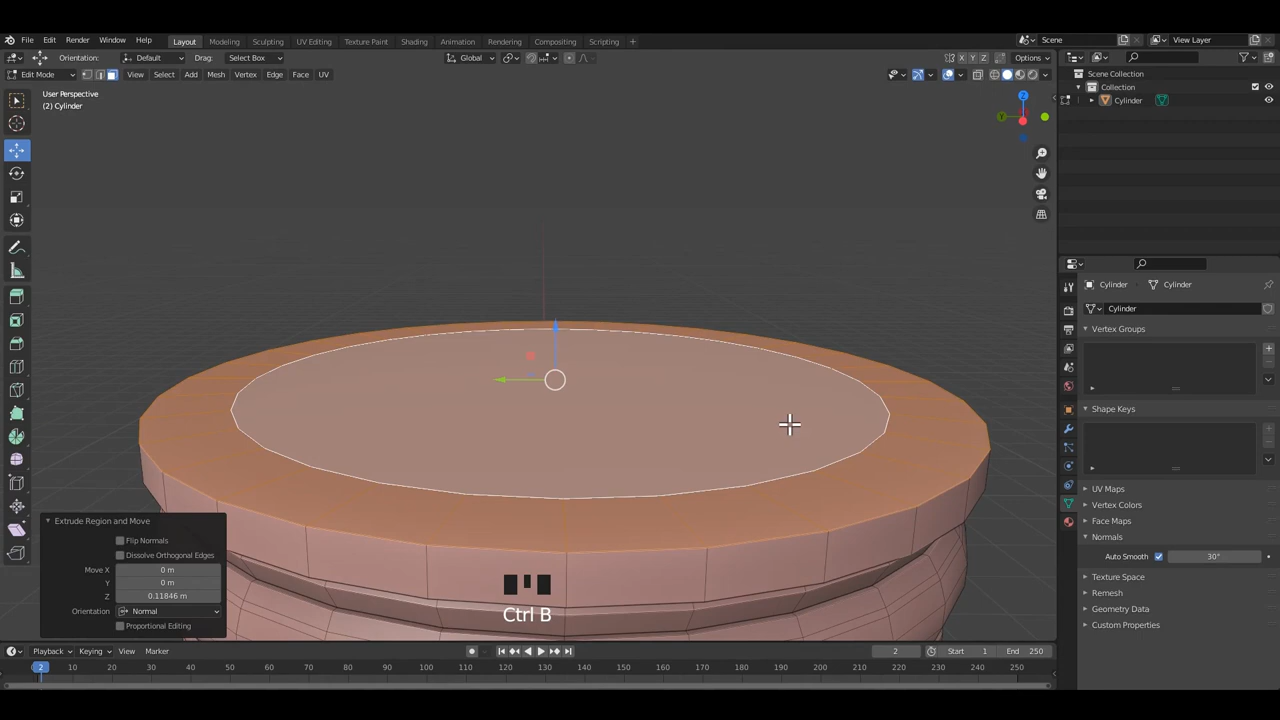 File Edit Render Window Help Layout Modeling Sculpting UV Editing Texture Paint Shading Animation Rendering Compositing Scripting + Scene View Layer
Orientation: Default Drag: Select Box Global X Y Z Options
Edit Mode View Select Add Mesh Vertex Edge Face UV
User Perspective
(2) Cylinder
Z
Y
Scene Collection
Collection
Cylinder
Cylinder Cylinder
Cylinder
Vertex Groups
Shape Keys
UV Maps
Vertex Colors
Face Maps
Normals
Auto Smooth 30°
Texture Space
Remesh
Geometry Data
Custom Properties
Extrude Region and Move
Flip Normals
Dissolve Orthogonal Edges
Move X 0 m
Y 0 m
Z 0.11846 m
Orientation Normal
Proportional Editing
Ctrl B
Playback Keying View Marker 2 Start 1 End 250
2 10 20 30 40 50 60 70 80 90 100 110 120 130 140 150 160 170 180 190 200 210 220 230 240 250